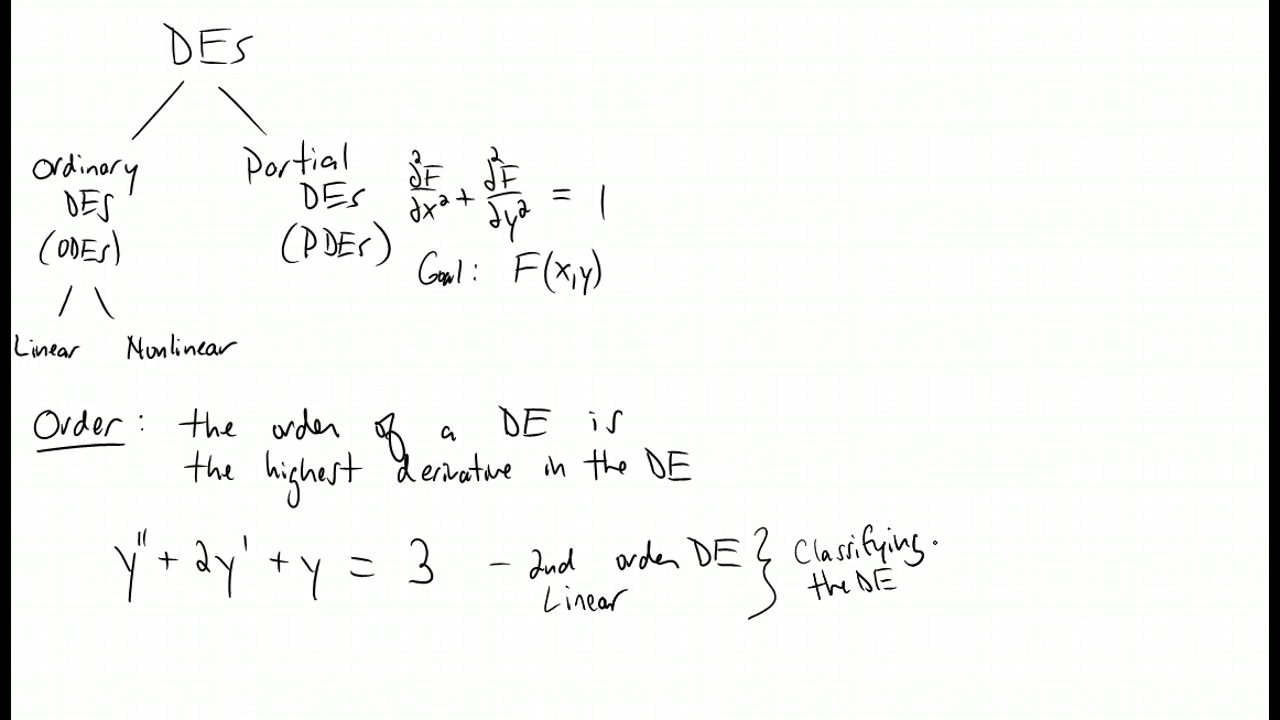 DEs
Ordinary
DEs
(ODEs)
Partial
DEs
(PDEs)
∂²F/∂x² + ∂²F/∂y² = 1
Goal: F(x,y)
Linear
Nonlinear
Order: the order of a DE is
the highest derivative in the DE
y'' + 2y' + y = 3 - 2nd order DE } Classifying
Linear
the DE